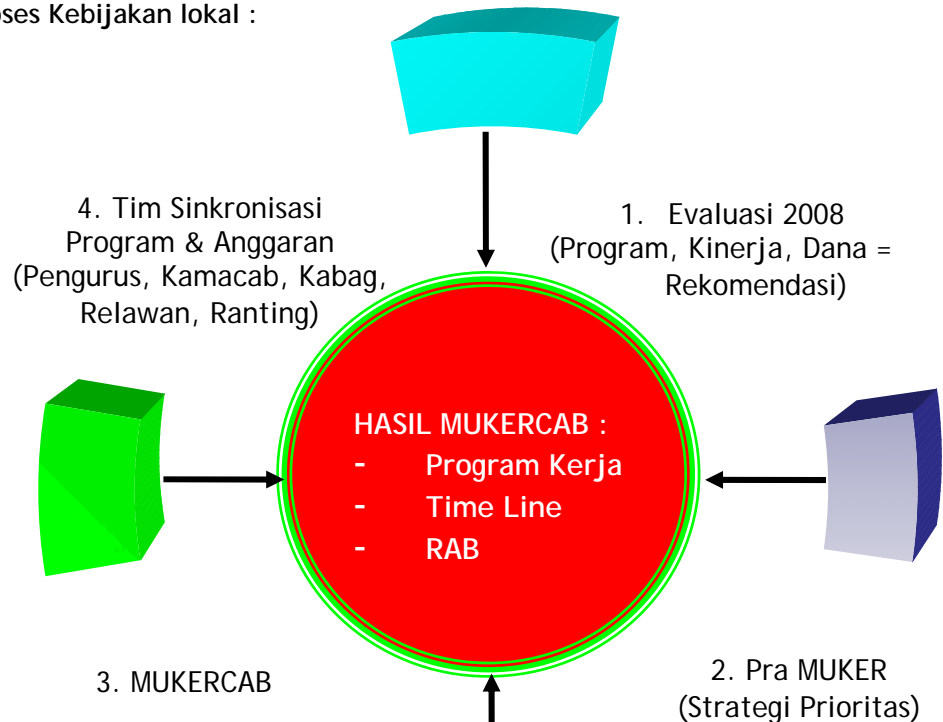 oses Kebijakan lokal :
4. Tim Sinkronisasi
Program & Anggaran
(Pengurus, Kamacab, Kabag,
Relawan, Ranting)
1. Evaluasi 2008
(Program, Kinerja, Dana =
Rekomendasi)
HASIL MUKERCAB :
- Program Kerja
- Time Line
- RAB
3. MUKERCAB
2. Pra MUKER
(Strategi Prioritas)